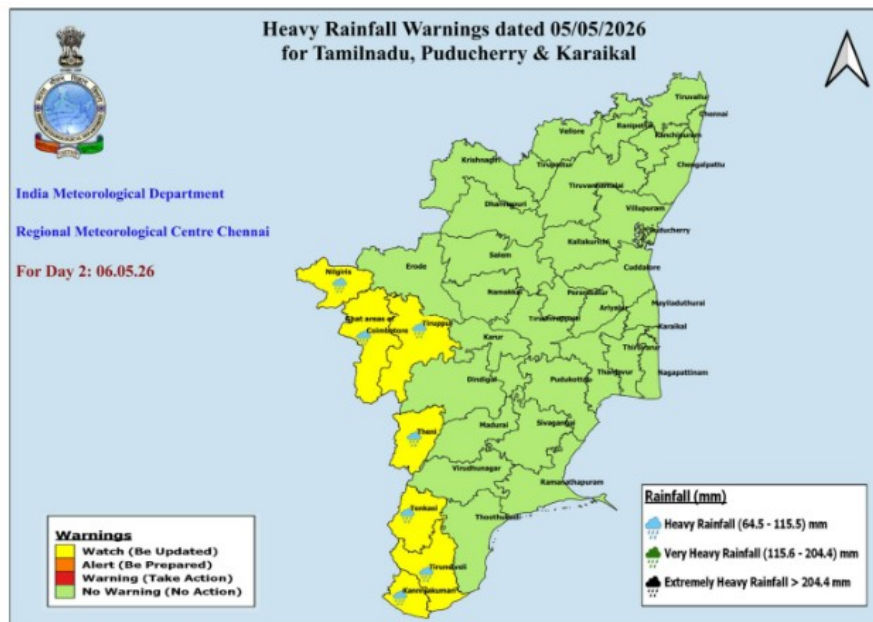 Heavy Rainfall Warnings dated 05/05/2026
for Tamilnadu, Puducherry & Karaikal
India Meteorological Department
Regional Meteorological Centre Chennai
For Day 2: 06.05.26
Tiruvallur
Chennai
Ranipettai
Vellore
Kanchipuram
Krishnagiri
Tirupattur
Chengalpattu
Tiruvannamalai
Dharmapuri
Villupuram
Puducherry
Kallakurichi
Salem
Cuddalore
Erode
Nilgiris
Namakkal
Perambalur
Mayiladuthurai
Ariyalur
Ghat areas of
Coimbatore
Tiruppur
Tiruchirappalli
Karaikal
Karur
Thiruvarur
Thanjavur
Nagapattinam
Dindigal
Pudukottai
Theni
Madurai
Sivagangai
Virudhunagar
Ramanathapuram
Tenkasi
Thoothukudi
Tirunelveli
Kanniyakumari
Warnings
Watch (Be Updated)
Alert (Be Prepared)
Warning (Take Action)
No Warning (No Action)
Rainfall (mm)
Heavy Rainfall (64.5 - 115.5) mm
Very Heavy Rainfall (115.6 - 204.4) mm
Extremely Heavy Rainfall > 204.4 mm